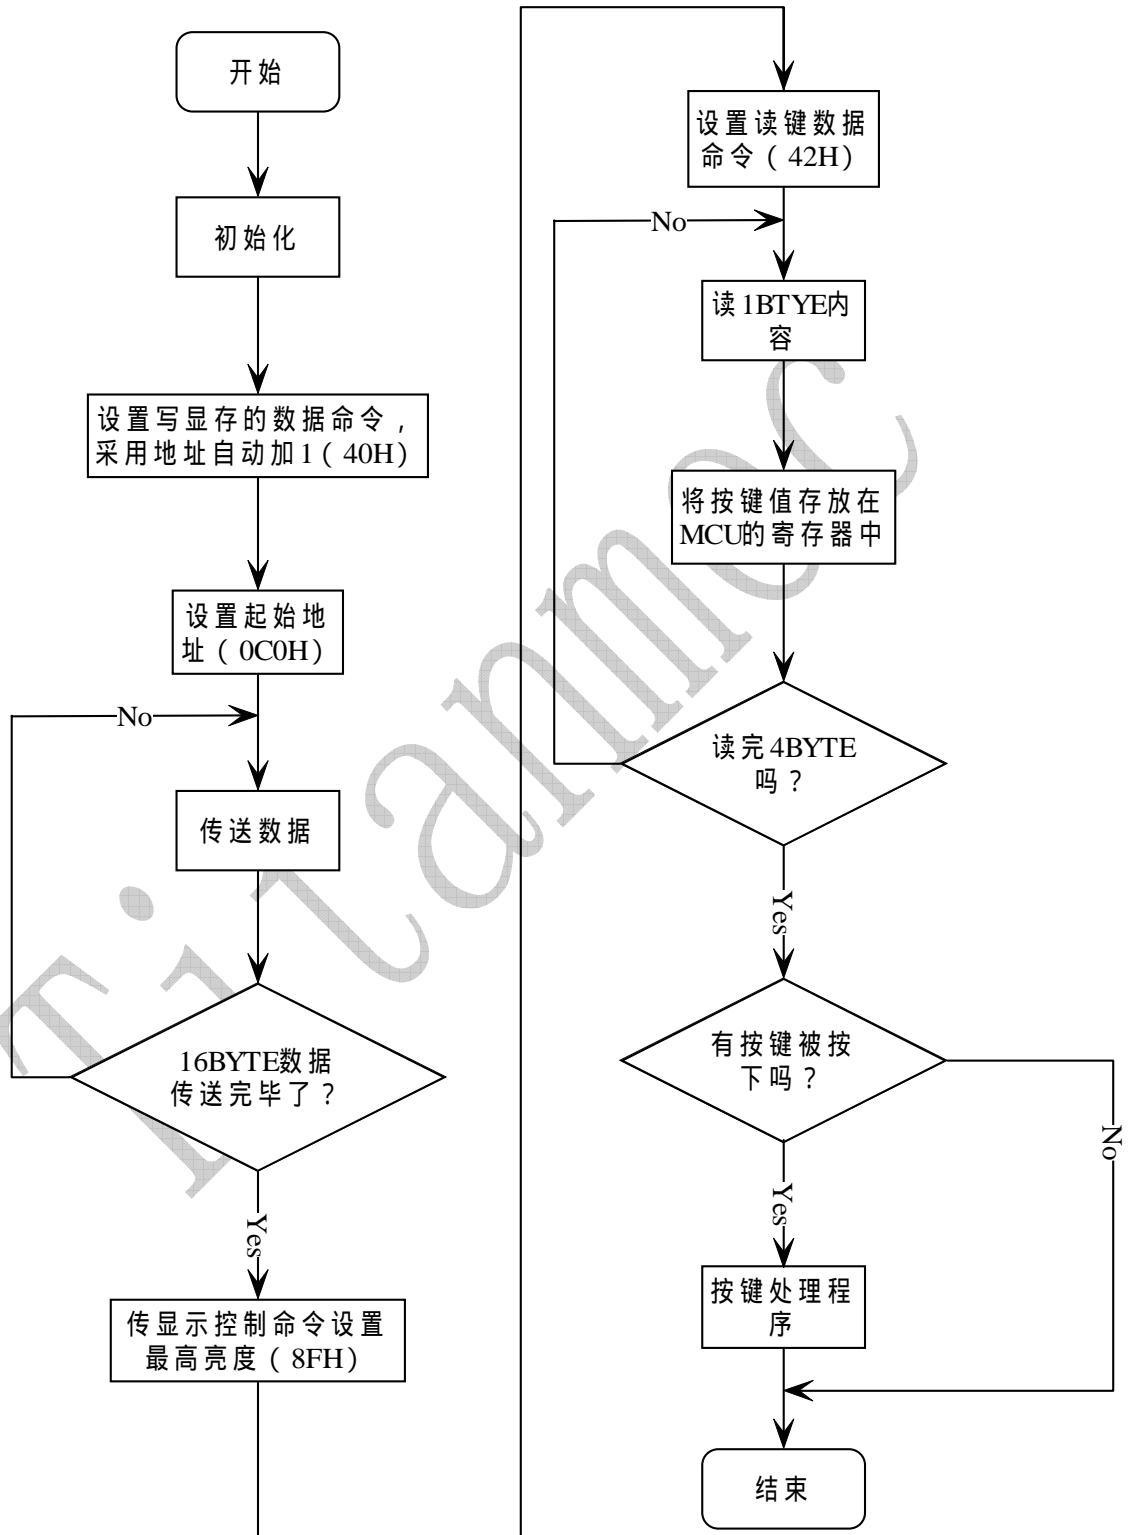 开始
初始化
设置写显存的数据命令，
采用地址自动加1（40H）
设置起始地
址（0C0H）
No
传送数据
16BYTE数据
传送完毕了？
Yes
传显示控制命令设置
最高亮度（8FH）
设置读键数据
命令（42H）
No
读1BTYE内
容
将按键值存放在
MCU的寄存器中
读完4BYTE
吗？
Yes
有按键被按
下吗？
No
Yes
按键处理程
序
结束
Titanmec